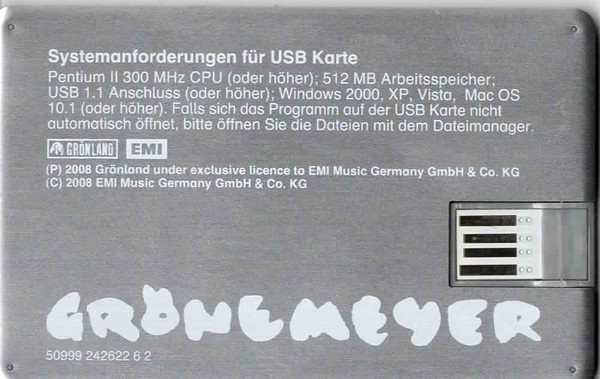 Systemanforderungen für USB Karte
Pentium II 300 MHz CPU (oder höher); 512 MB Arbeitsspeicher;
USB 1.1 Anschluss (oder höher); Windows 2000, XP, Vista, Mac OS
10.1 (oder höher). Falls sich das Programm auf der USB Karte nicht
automatisch öffnet, bitte öffnen Sie die Dateien mit dem Dateimanager.
GRÖNLAND EMI
(P) 2008 Grönland under exclusive licence to EMI Music Germany GmbH & Co. KG
(C) 2008 EMI Music Germany GmbH & Co. KG
GRÖNEMEYER
50999 242622 6 2